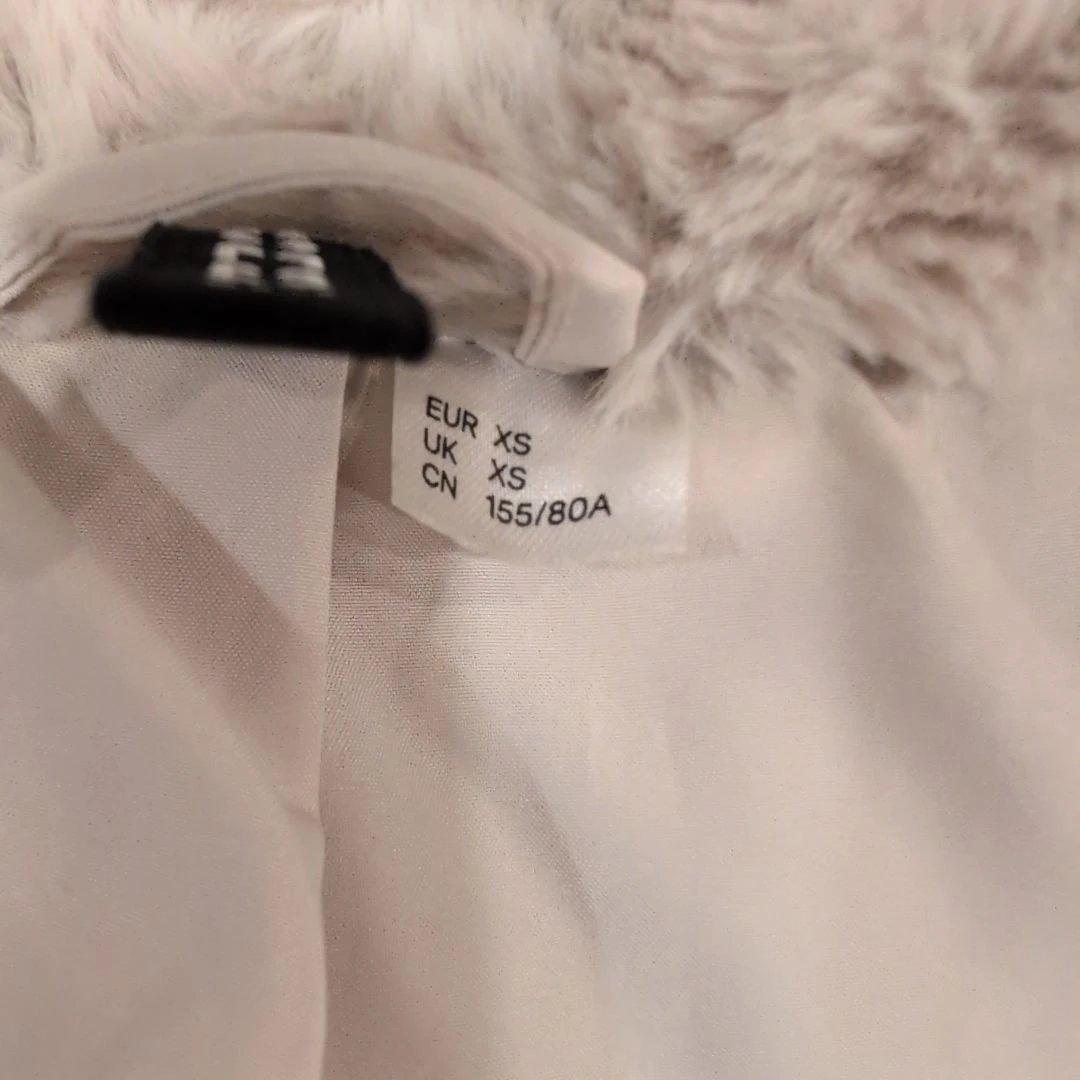 EUR XS
UK XS
CN 155/80A